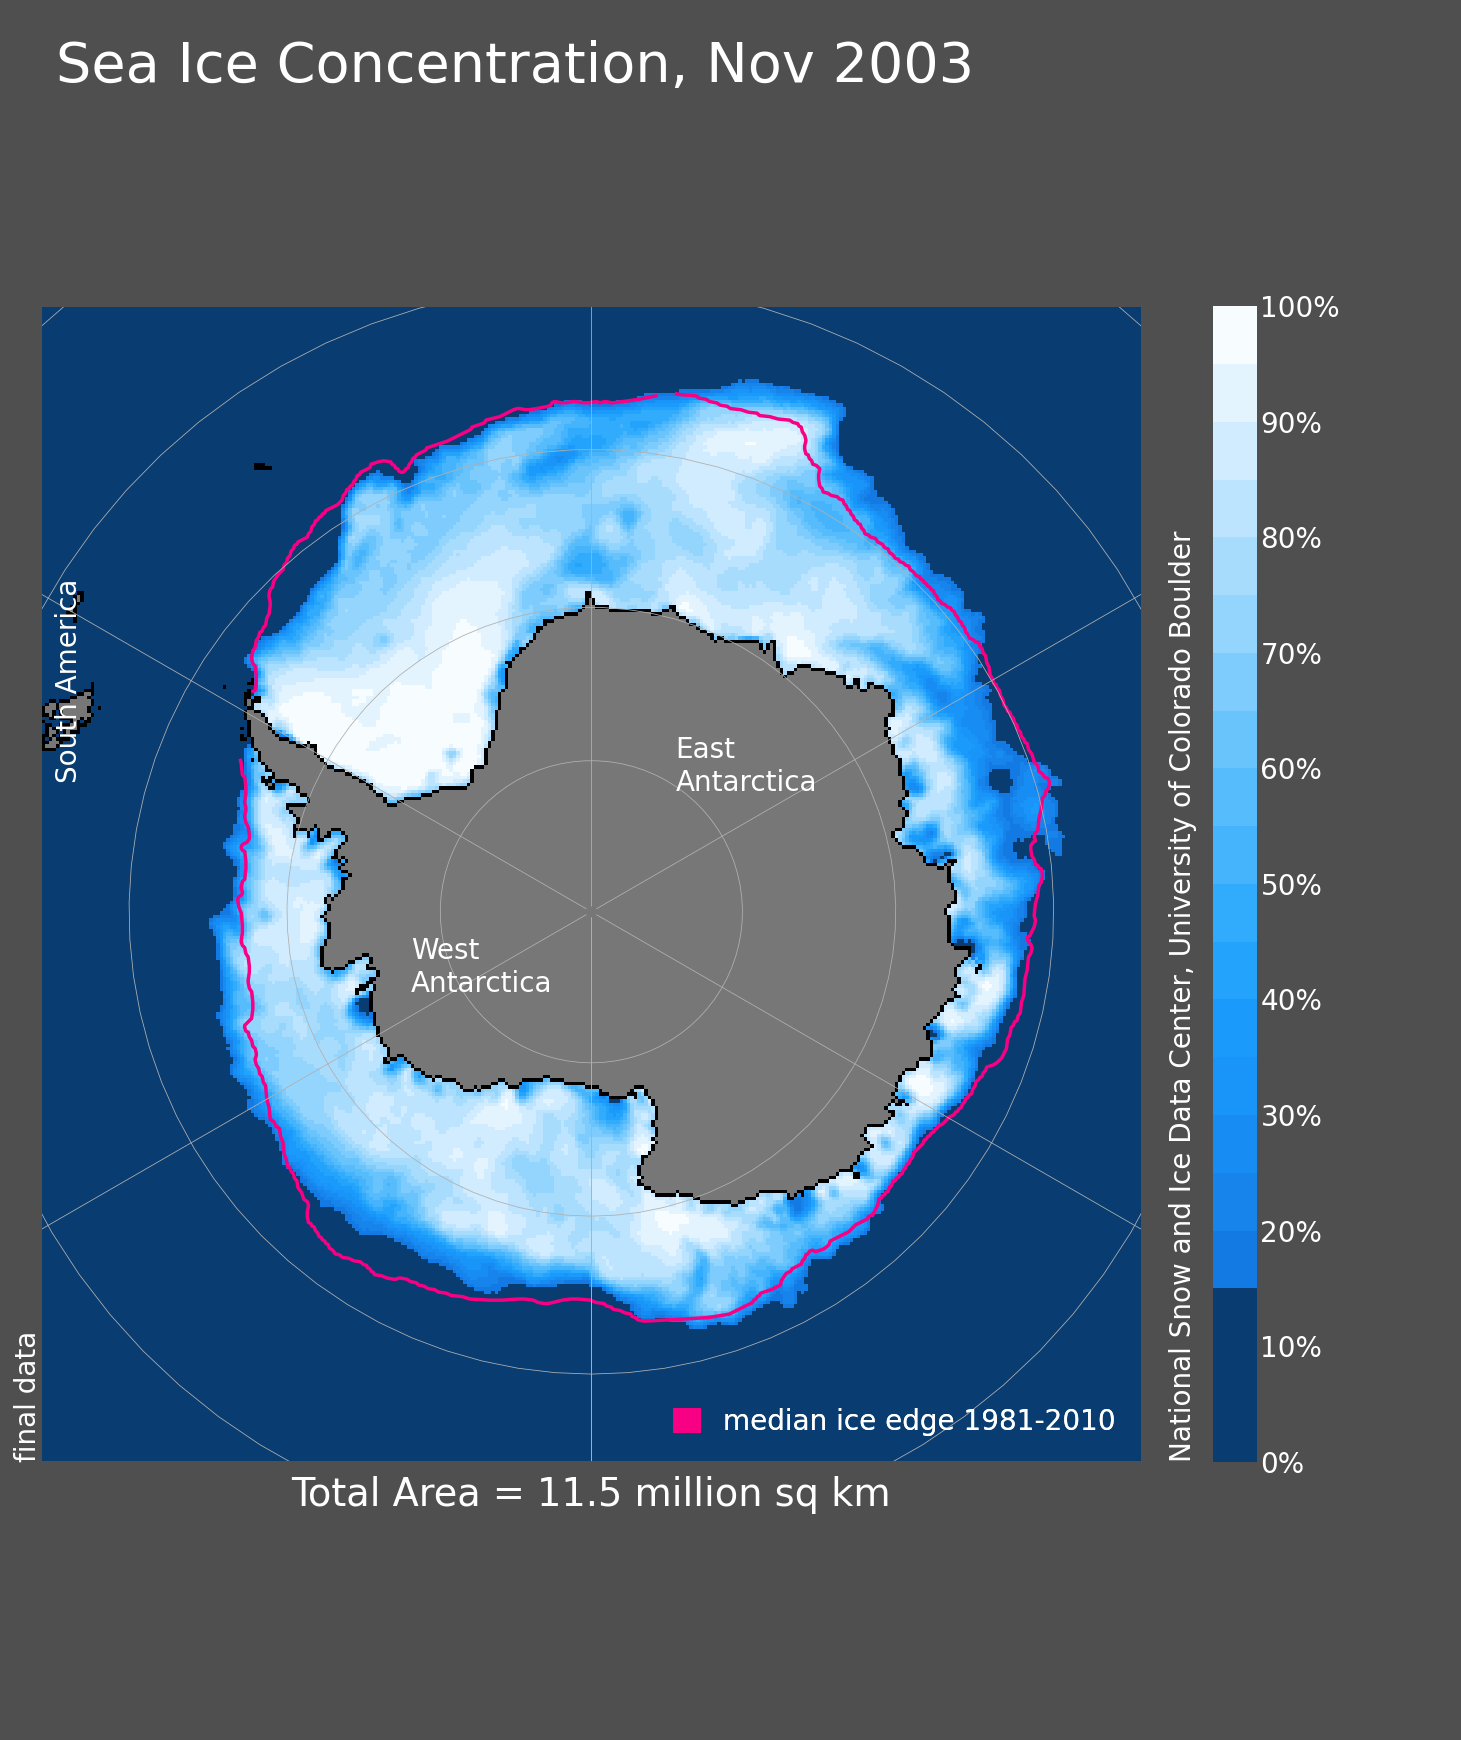 Sea Ice Concentration, Nov 2003
South America
East
Antarctica
West
Antarctica
median ice edge 1981-2010
final data
Total Area = 11.5 million sq km
National Snow and Ice Data Center, University of Colorado Boulder
100%
90%
80%
70%
60%
50%
40%
30%
20%
10%
0%